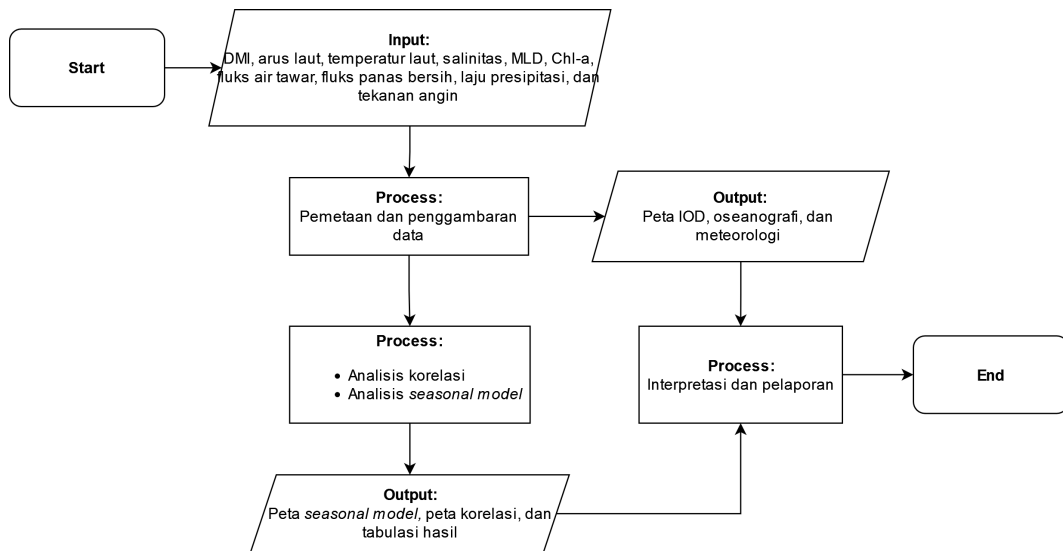 Start
Input:
DMI, arus laut, temperatur laut, salinitas, MLD, Chl-a,
fluks air tawar, fluks panas bersih, laju presipitasi, dan
tekanan angin
Process:
Pemetaan dan penggambaran
data
Output:
Peta IOD, oseanografi, dan
meteorologi
Process:
• Analisis korelasi
• Analisis seasonal model
Process:
Interpretasi dan pelaporan
End
Output:
Peta seasonal model, peta korelasi, dan
tabulasi hasil